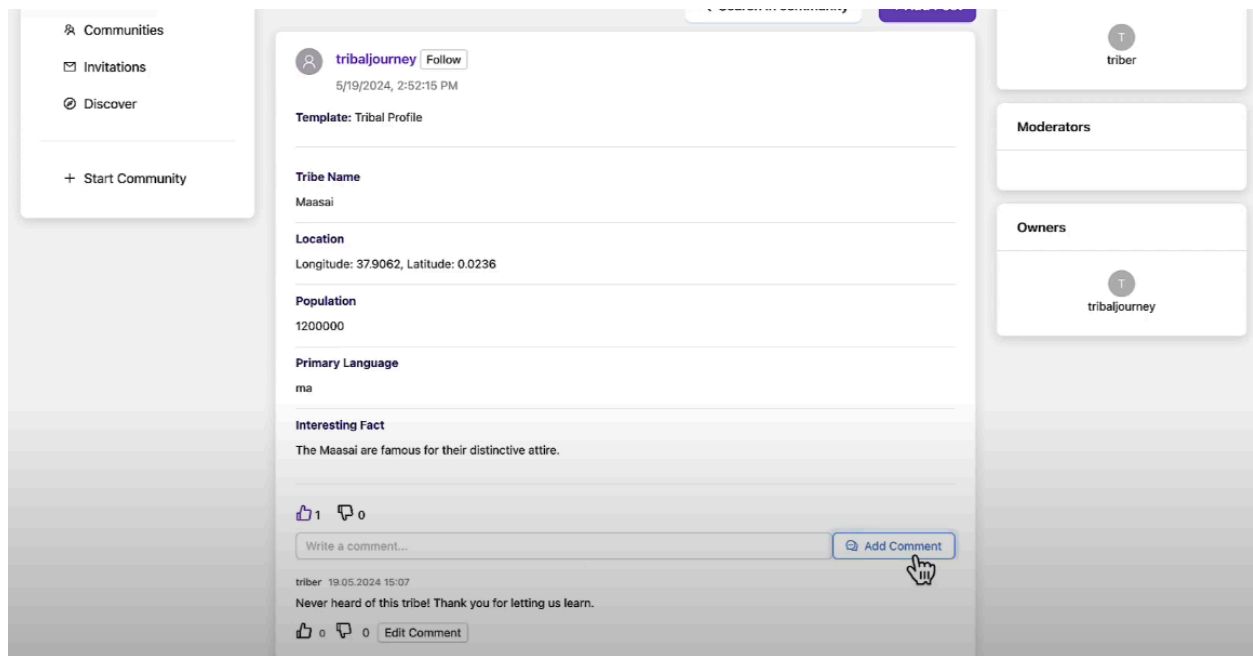 Communities
Invitations
Discover
+ Start Community
tribaljourney Follow
5/19/2024, 2:52:15 PM
Template: Tribal Profile
Tribe Name
Maasai
Location
Longitude: 37.9062, Latitude: 0.0236
Population
1200000
Primary Language
ma
Interesting Fact
The Maasai are famous for their distinctive attire.
1 0
Write a comment... Add Comment
triber 19.05.2024 15:07
Never heard of this tribe! Thank you for letting us learn.
0 0 Edit Comment
T
triber
Moderators
Owners
T
tribaljourney